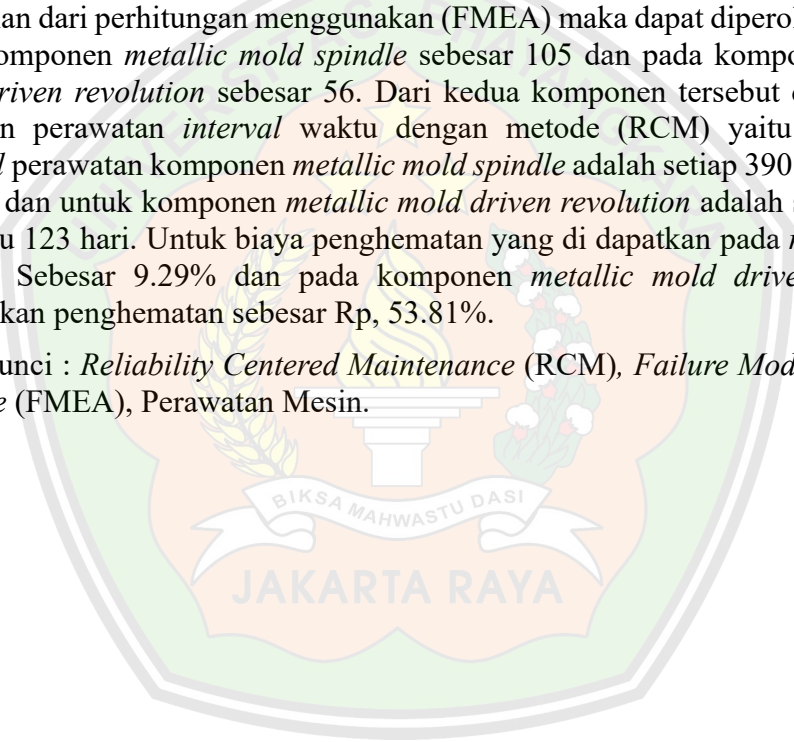 an dari perhitungan menggunakan (FMEA) maka dapat diperol
omponen metallic mold spindle sebesar 105 dan pada kompo
riven revolution sebesar 56. Dari kedua komponen tersebut
n perawatan interval waktu dengan metode (RCM) yaitu
perawatan komponen metallic mold spindle adalah setiap 390
dan untuk komponen metallic mold driven revolution adalah
u 123 hari. Untuk biaya penghematan yang di dapatkan pada
Sebesar 9.29% dan pada komponen metallic mold drive
kan penghematan sebesar Rp, 53.81%.
unci : Reliability Centered Maintenance (RCM), Failure Mod
e (FMEA), Perawatan Mesin.
UNIVERSITAS BHAYANGKARA
BIKSA MAHWASTU DASI
JAKARTA RAYA